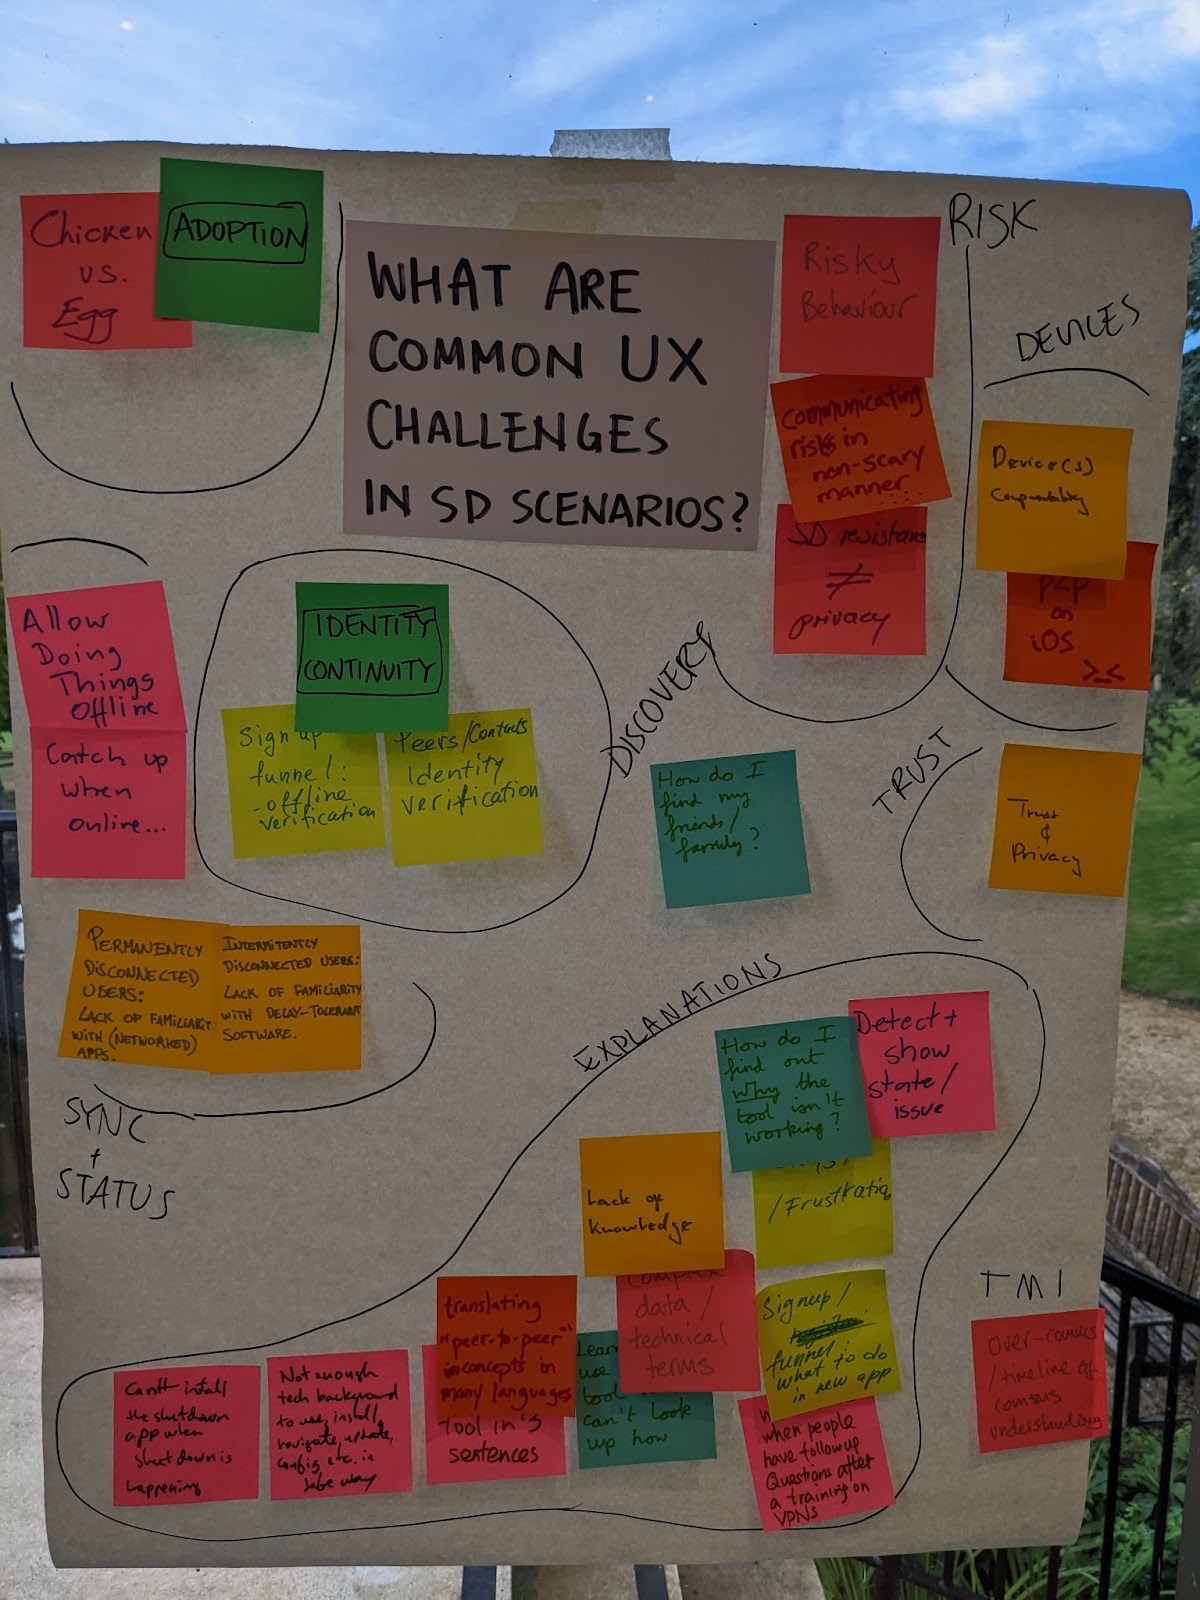 Chicken
vs.
Egg
ADOPTION
WHAT ARE
COMMON UX
CHALLENGES
IN SD SCENARIOS?
RISK
Risky
Behaviour
Communicating
risks in
non-scary
manner
SD resistance
≠
privacy
DEVICES
Device(s)
Compatability
p2p
on
iOS
>_<
Allow
Doing
Things
Offline
Catch up
when
online...
IDENTITY
CONTINUITY
Sign up
funnel:
-offline
verification
Peers/Contacts
Identity
verification
DISCOVERY
How do I
find my
friends/
family?
TRUST
Trust
&
Privacy
PERMANENTLY
DISCONNECTED
USERS:
LACK OF FAMILIARITY
WITH (NETWORKED)
APPS.
INTERMITENTLY
DISCONNECTED USERS:
LACK OF FAMILIARITY
WITH DELAY-TOLERANT
SOFTWARE.
SYNC
+
STATUS
EXPLANATIONS
How do I
find out
why the
tool isn't
working?
Detect +
show
state/
issue
/Frustration
Lack of
knowledge
Complex
data/
technical
terms
Signup/
funnel
what to do
in new app
translating
"peer-to-peer"
concepts in
many languages
Tool in 3
sentences
Learn
use
tool
can't look
up how
when people
have followup
Questions after
a training on
VPNs
Can't install
the shutdown
app when
shutdown is
happening
Not enough
tech background
to use, install,
navigate, update,
config etc. in
safe way
TMI
Over-comms
/timeline of
comms
understanding